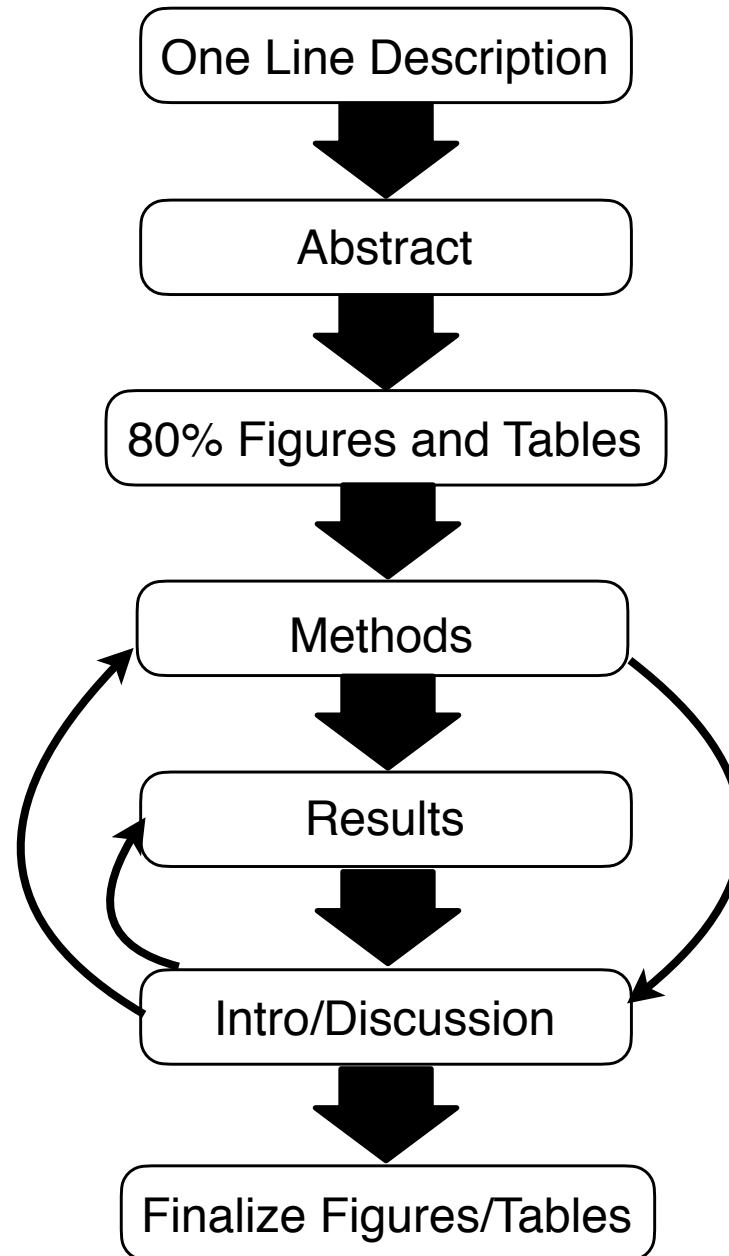 One Line Description
Abstract
80% Figures and Tables
Methods
Results
Intro/Discussion
Finalize Figures/Tables